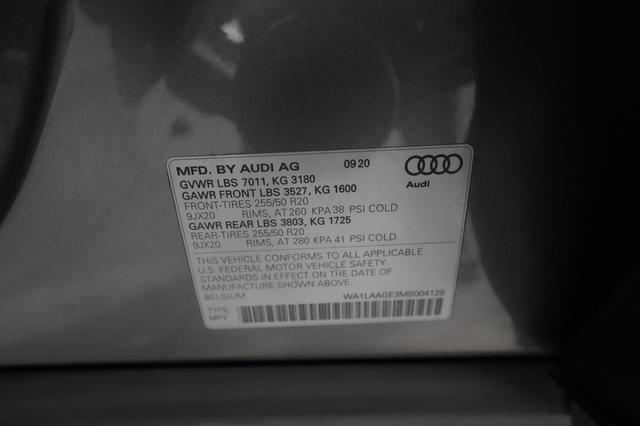 MFD. BY AUDI AG 09 20
Audi
GVWR LBS 7011, KG 3180
GAWR FRONT LBS 3527, KG 1600
FRONT-TIRES 255/50 R20
9JX20 RIMS, AT 260 KPA 38 PSI COLD
GAWR REAR LBS 3803, KG 1725
REAR-TIRES 255/50 R20
9JX20 RIMS, AT 280 KPA 41 PSI COLD
THIS VEHICLE CONFORMS TO ALL APPLICABLE
U.S. FEDERAL MOTOR VEHICLE SAFETY
STANDARDS IN EFFECT ON THE DATE OF
MANUFACTURE SHOWN ABOVE
BELGIUM WA1LAAGE3MB004129
TYPE:
MPV